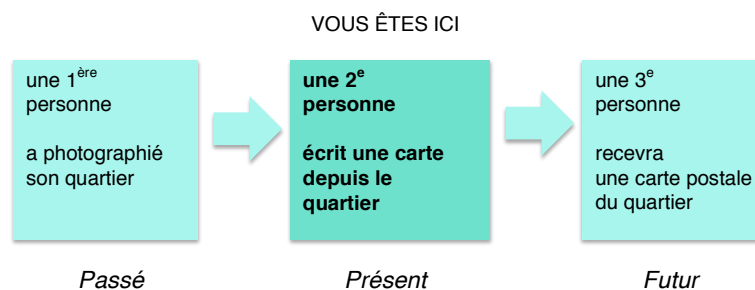 VOUS ÊTES ICI
une 1ère
personne
a photographié
son quartier
une 2e
personne
écrit une carte
depuis le
quartier
une 3e
personne
recevra
une carte postale
du quartier
Passé
Présent
Futur